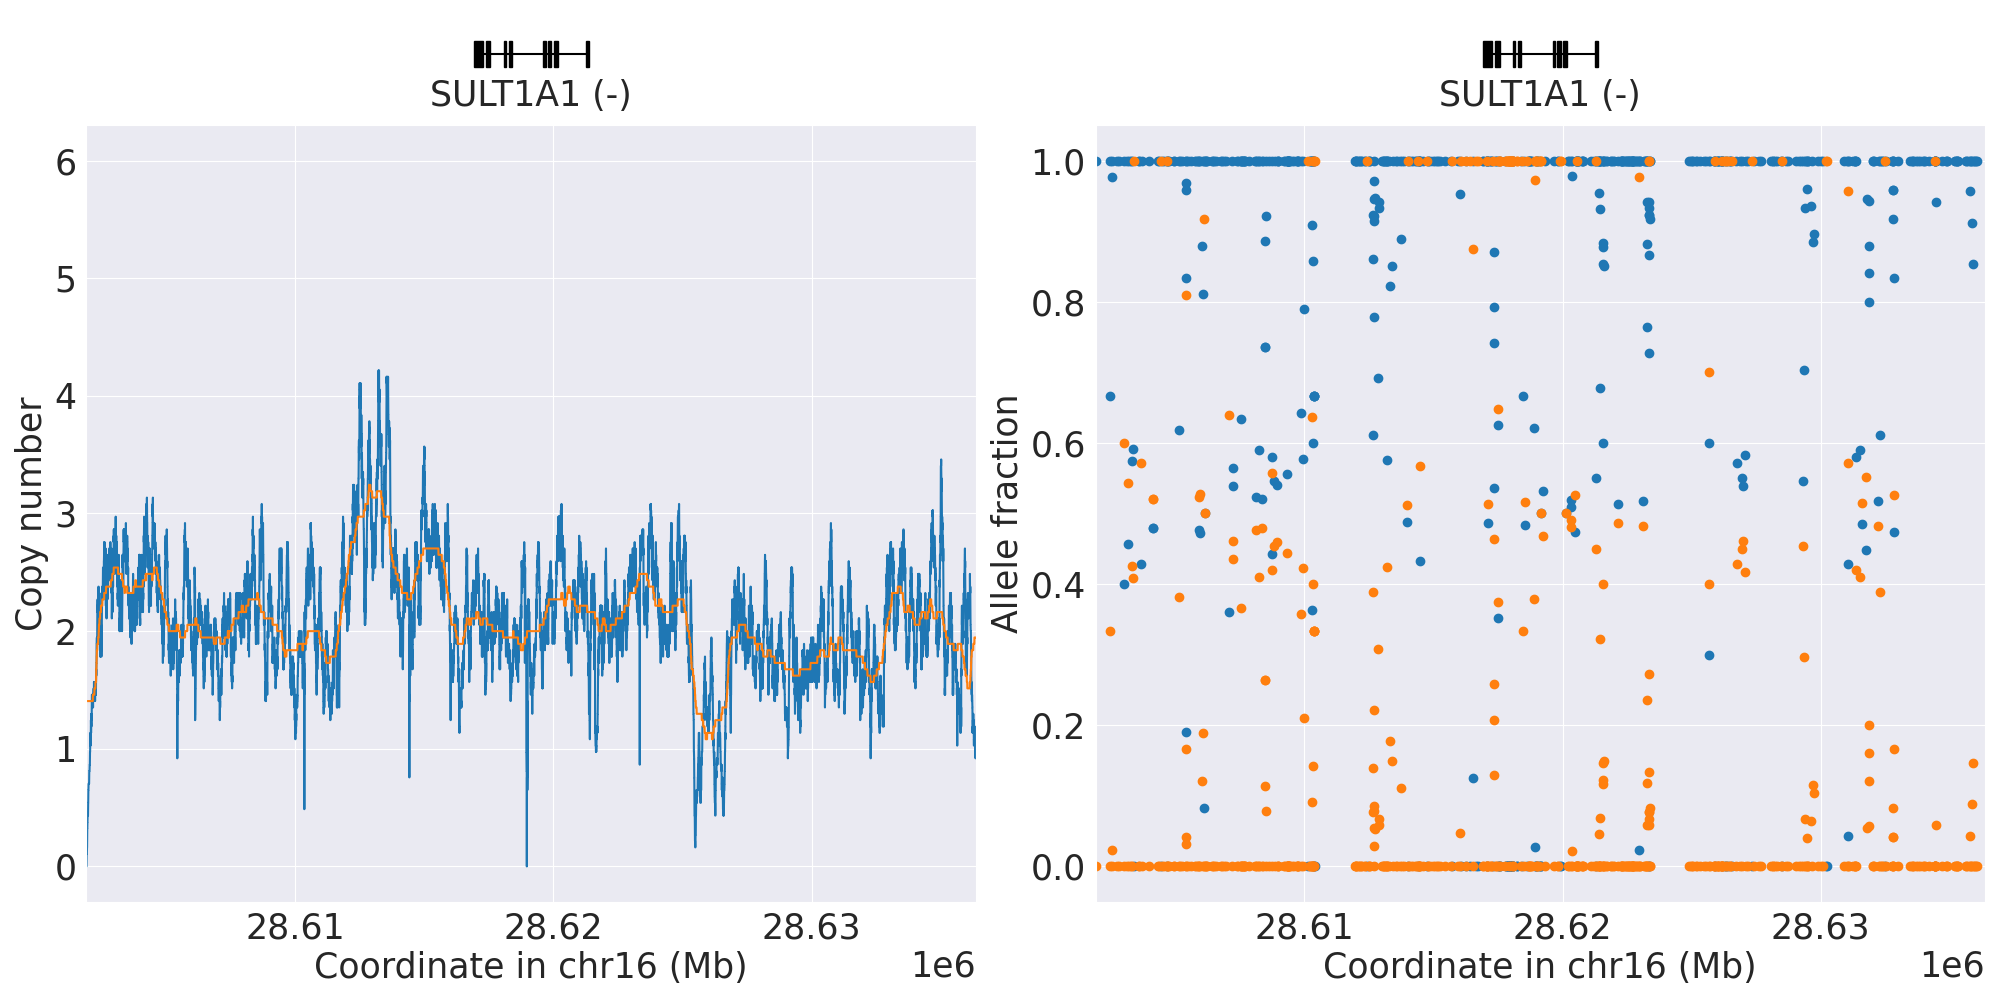 SULT1A1 (-)
6
5
4
3
2
1
0
Copy number
28.61
28.62
28.63
Coordinate in chr16 (Mb)
1e6
SULT1A1 (-)
1.0
0.8
0.6
0.4
0.2
0.0
Allele fraction
28.61
28.62
28.63
Coordinate in chr16 (Mb)
1e6